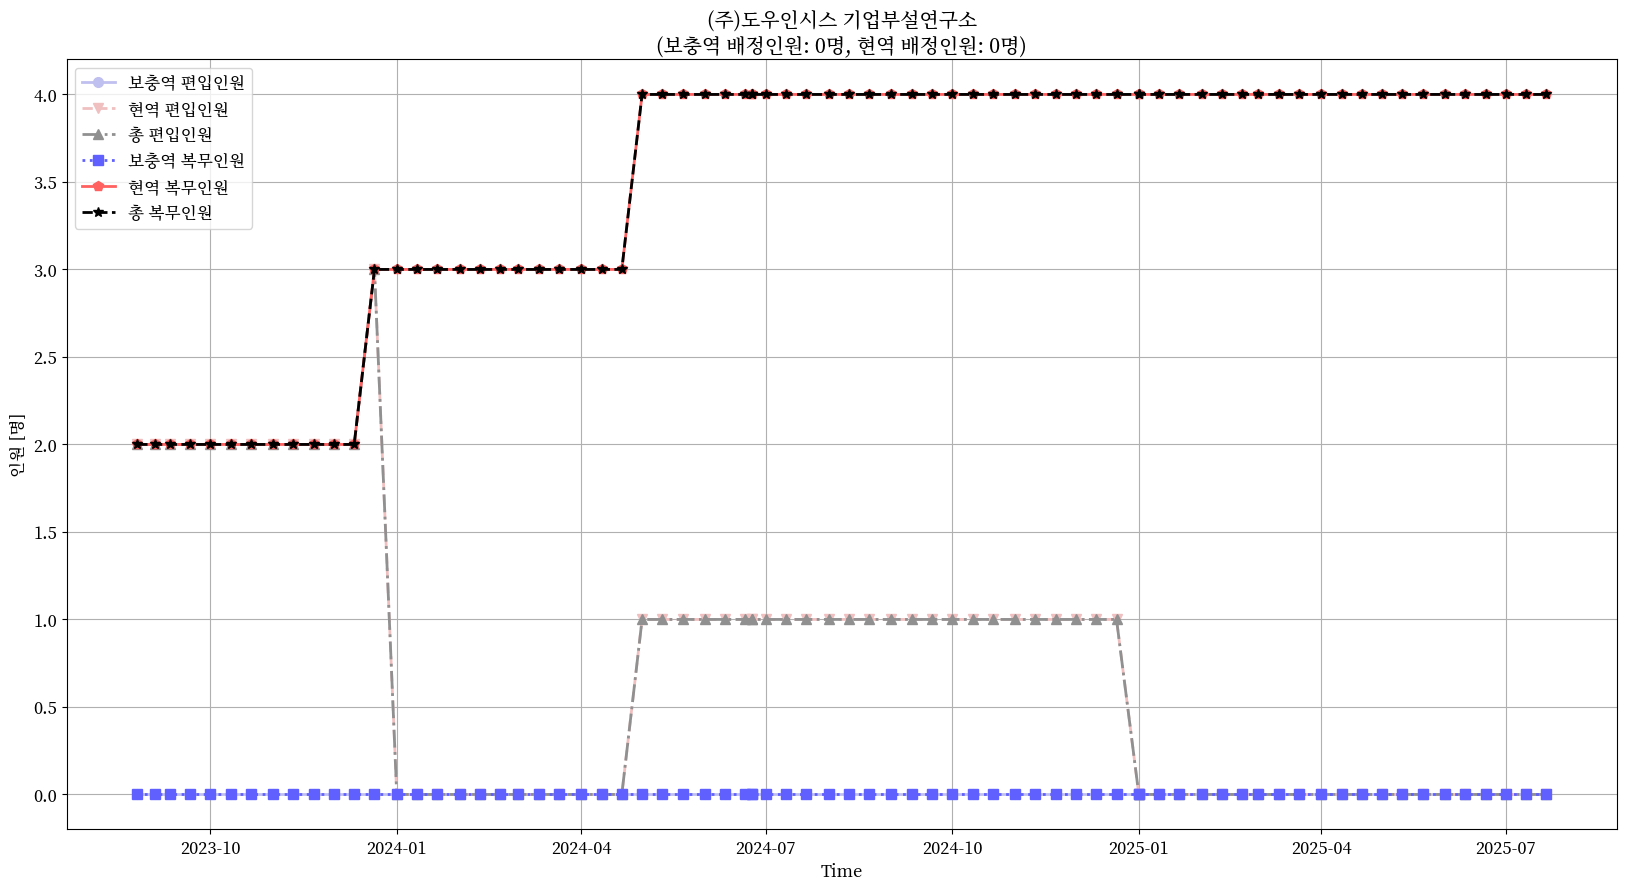 (주)도우인시스 기업부설연구소
(보충역 배정인원: 0명, 현역 배정인원: 0명)
보충역 편입인원
현역 편입인원
총 편입인원
보충역 복무인원
현역 복무인원
총 복무인원
인원 [명]
4.0
3.5
3.0
2.5
2.0
1.5
1.0
0.5
0.0
2023-10
2024-01
2024-04
2024-07
2024-10
2025-01
2025-04
2025-07
Time